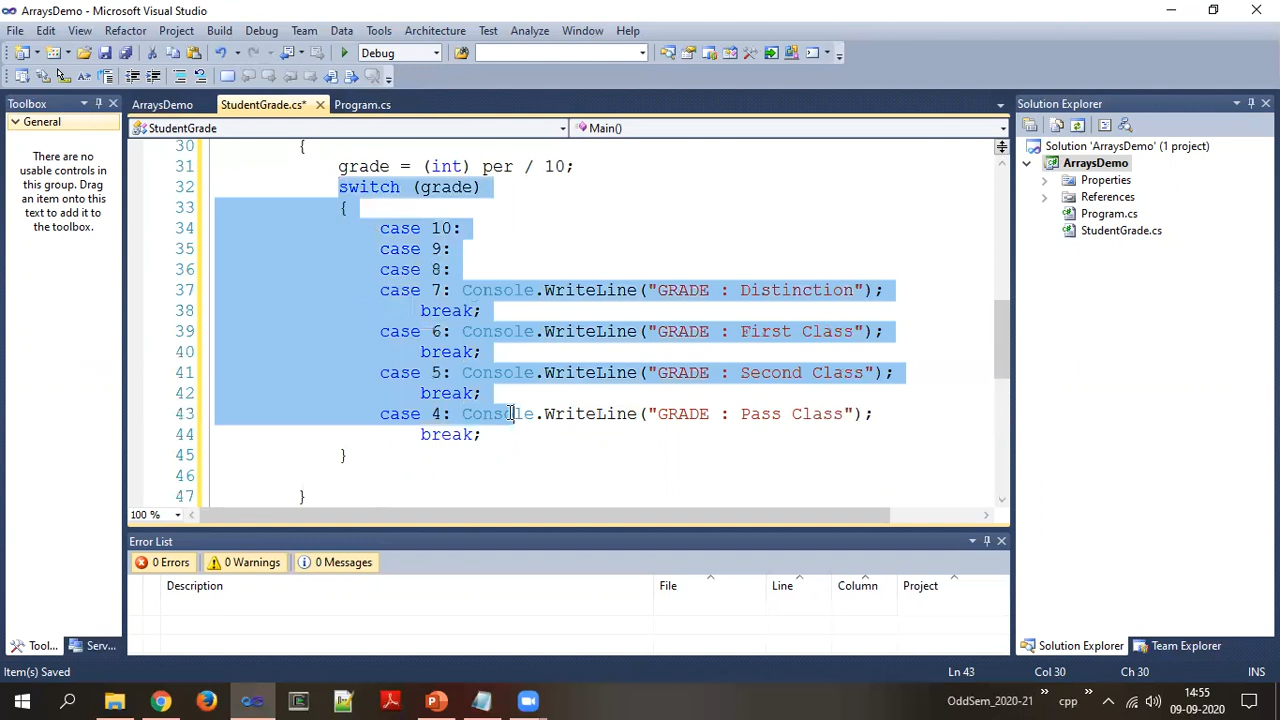 ArraysDemo - Microsoft Visual Studio
File Edit View Refactor Project Build Debug Team Data Tools Architecture Test Analyze Window Help
Debug
Toolbox
ArraysDemo StudentGrade.cs* Program.cs
Solution Explorer
General
StudentGrade Main()
There are no
usable controls in
this group. Drag
an item onto this
text to add it to
the toolbox.
30 {
31 grade = (int) per / 10;
32 switch (grade)
33 {
34 case 10:
35 case 9:
36 case 8:
37 case 7: Console.WriteLine("GRADE : Distinction");
38 break;
39 case 6: Console.WriteLine("GRADE : First Class");
40 break;
41 case 5: Console.WriteLine("GRADE : Second Class");
42 break;
43 case 4: Console.WriteLine("GRADE : Pass Class");
44 break;
45 }
46
47 }
100 %
Solution 'ArraysDemo' (1 project)
ArraysDemo
Properties
References
Program.cs
StudentGrade.cs
Error List
0 Errors 0 Warnings 0 Messages
Description File Line Column Project
Tool... Serv...
Solution Explorer Team Explorer
Item(s) Saved Ln 43 Col 30 Ch 30 INS
OddSem_2020-21 cpp
14:55
09-09-2020